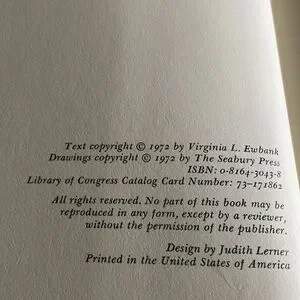 Text copyright © 1972 by Virginia L. Ewbank
Drawings copyright © 1972 by The Seabury Press
ISBN: 0-8164-3043-8
Library of Congress Catalog Card Number: 73-171862
All rights reserved. No part of this book may be
reproduced in any form, except by a reviewer,
without the permission of the publisher.
Design by Judith Lerner
Printed in the United States of America